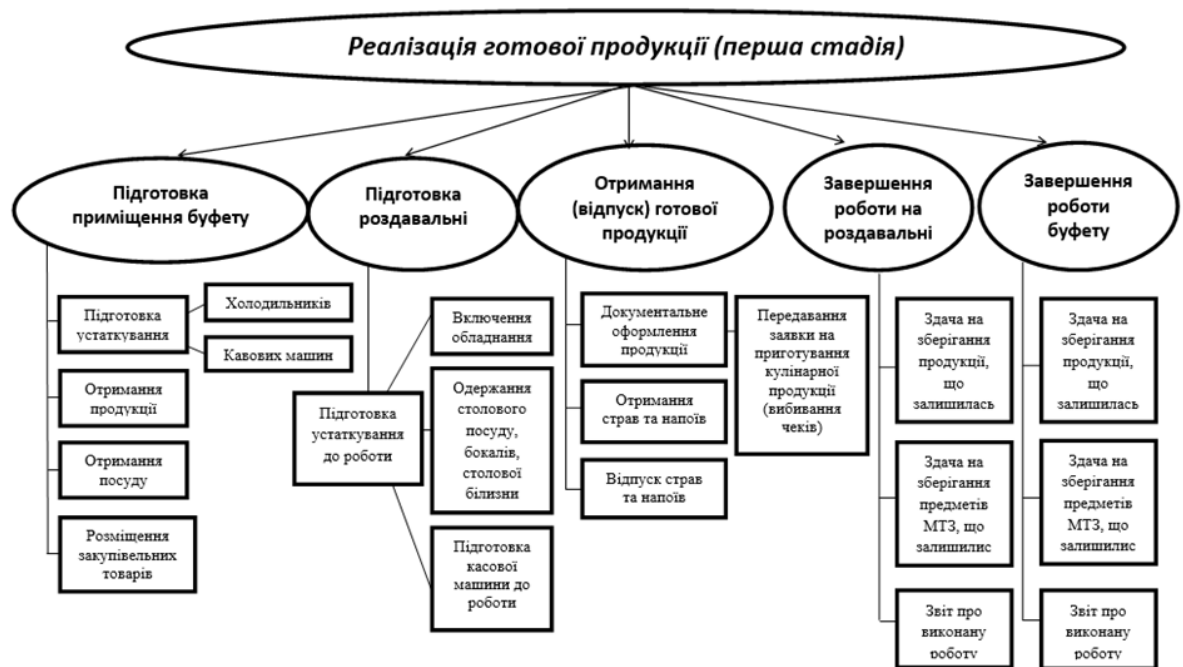 Реалізація готової продукції (перша стадія)
Підготовка
приміщення буфету
Підготовка
роздавальні
Отримання
(відпуск) готової
продукції
Завершення
роботи на
роздавальні
Завершення
роботи
буфету
Підготовка
устаткування
Холодильників
Кавових машин
Отримання
продукції
Отримання
посуду
Розміщення
закупівельних
товарів
Підготовка
устаткування
до роботи
Включення
обладнання
Одержання
столового
посуду,
бокалів,
столової
білизни
Підготовка
касової
машини до
роботи
Документальне
оформлення
продукції
Передавання
заявки на
приготування
кулінарної
продукції
(вибивання
чеків)
Отримання
страв та напоїв
Відпуск страв
та напоїв
Здача на
зберігання
продукції,
що
залишилась
Здача на
зберігання
предметів
МТЗ, що
залишилис
Звіт про
виконану
роботу
Здача на
зберігання
продукції,
що
залишилась
Здача на
зберігання
предметів
МТЗ, що
залишилис
Звіт про
виконану
роботу